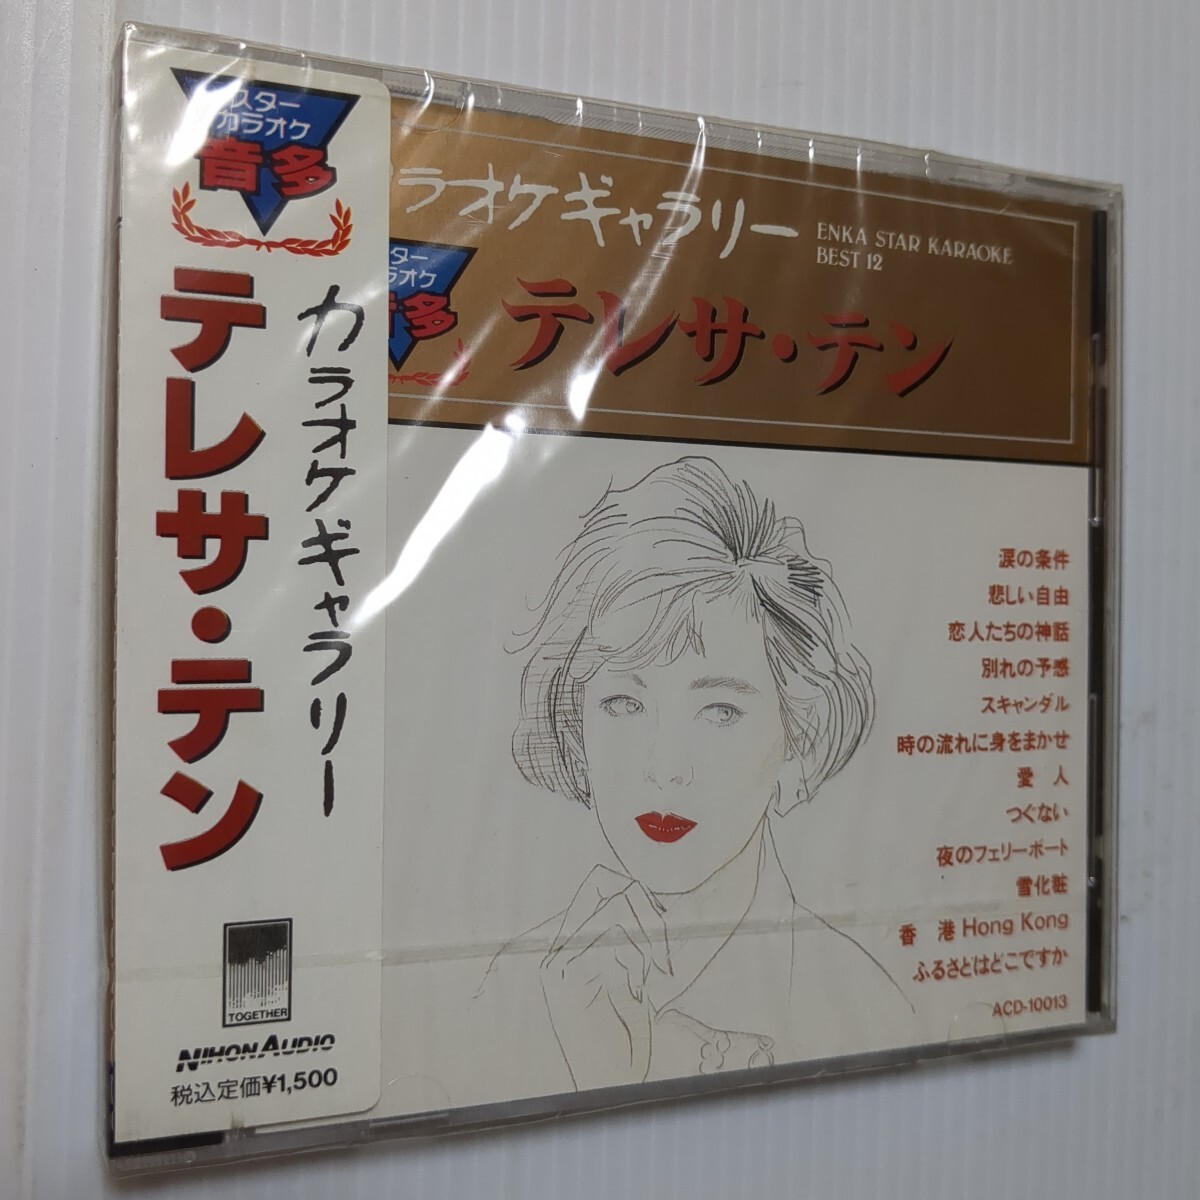 スター
カラオケ
音多
テレサ・テン
カラオケギャラリー
TOGETHER
NIHON AUDIO
税込定価¥1,500
ラオケギャラリー
ENKA STAR KARAOKE
BEST 12
ター
ラオケ
音多
テレサ・テン
涙の条件
悲しい自由
恋人たちの神話
別れの予感
スキャンダル
時の流れに身をまかせ
愛 人
つぐない
夜のフェリーボート
雪化粧
香 港 Hong Kong
ふるさとはどこですか
ACD-10013